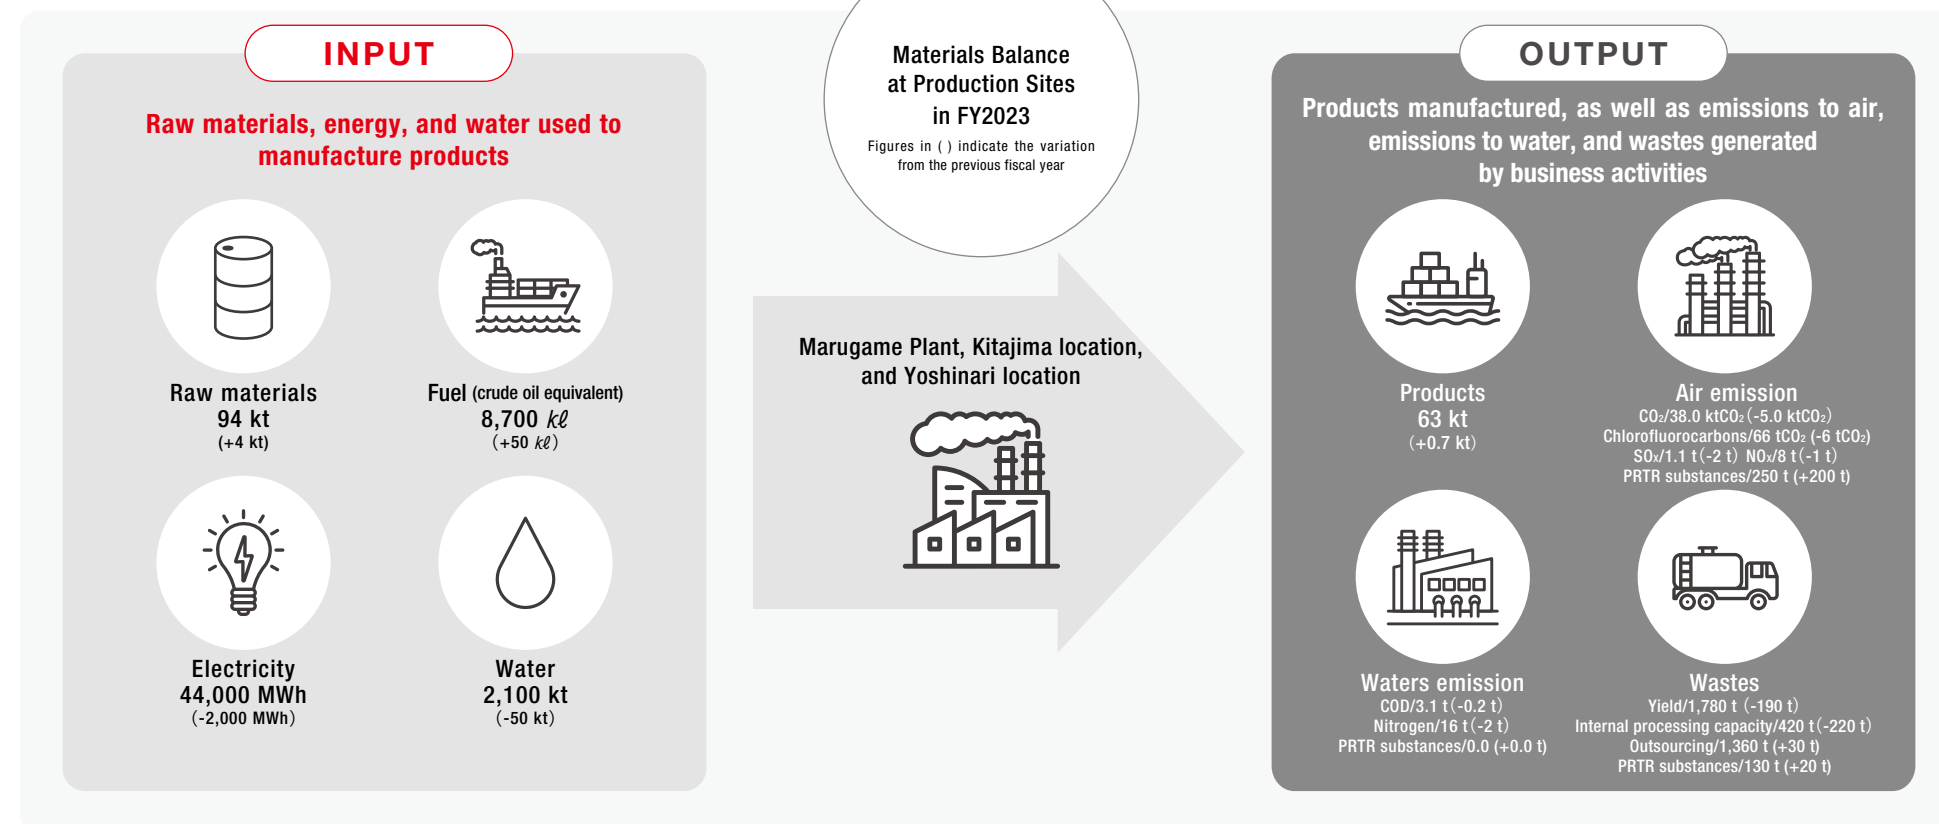 INPUT
Raw materials, energy, and water used to
manufacture products
Raw materials
94 kt
(+4 kt)
Fuel (crude oil equivalent)
8,700 kℓ
(+50 kℓ)
Electricity
44,000 MWh
(-2,000 MWh)
Water
2,100 kt
(-50 kt)
Materials Balance
at Production Sites
in FY2023
Figures in ( ) indicate the variation
from the previous fiscal year
Marugame Plant, Kitajima location,
and Yoshinari location
OUTPUT
Products manufactured, as well as emissions to air,
emissions to water, and wastes generated
by business activities
Products
63 kt
(+0.7 kt)
Air emission
CO₂/38.0 ktCO₂(-5.0 ktCO₂)
Chlorofluorocarbons/66 tCO₂ (-6 tCO₂)
SOx/1.1 t(-2 t) NOx/8 t(-1 t)
PRTR substances/250 t (+200 t)
Waters emission
COD/3.1 t(-0.2 t)
Nitrogen/16 t(-2 t)
PRTR substances/0.0 (+0.0 t)
Wastes
Yield/1,780 t (-190 t)
Internal processing capacity/420 t(-220 t)
Outsourcing/1,360 t (+30 t)
PRTR substances/130 t (+20 t)